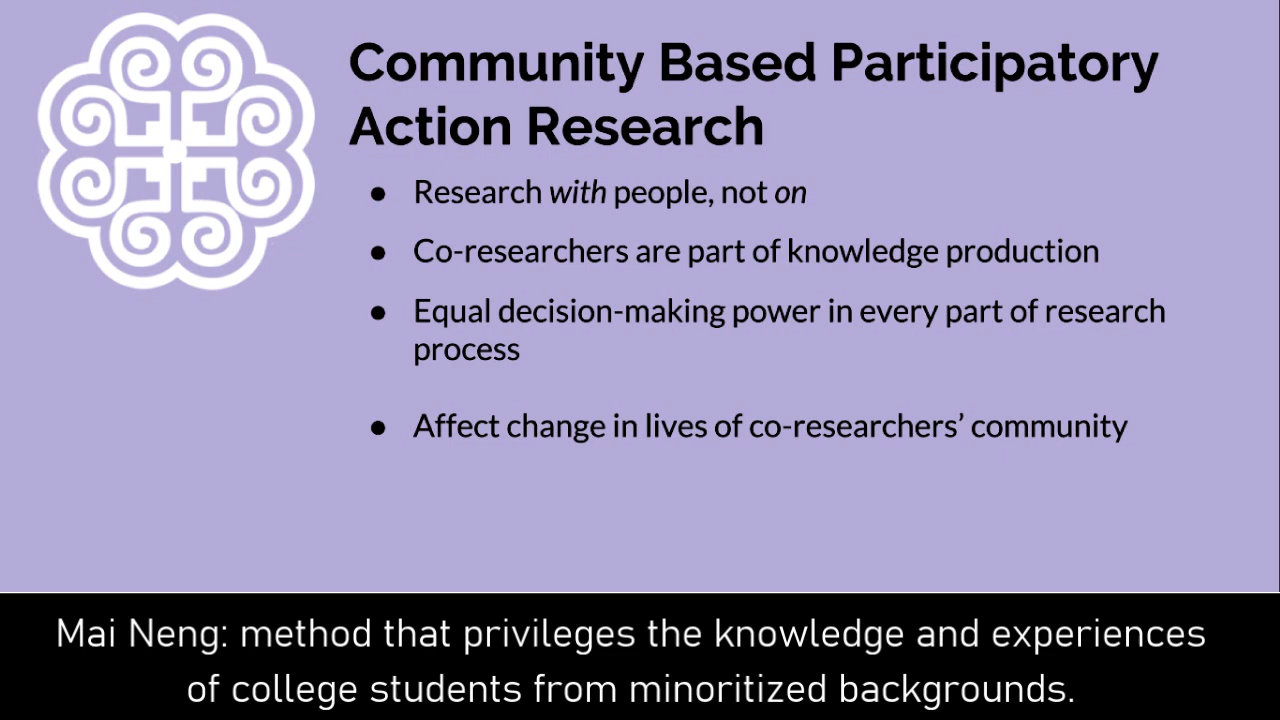 Community Based Participatory
Action Research
● Research with people, not on
● Co-researchers are part of knowledge production
● Equal decision-making power in every part of research
process
● Affect change in lives of co-researchers’ community
Mai Neng: method that privileges the knowledge and experiences
of college students from minoritized backgrounds.